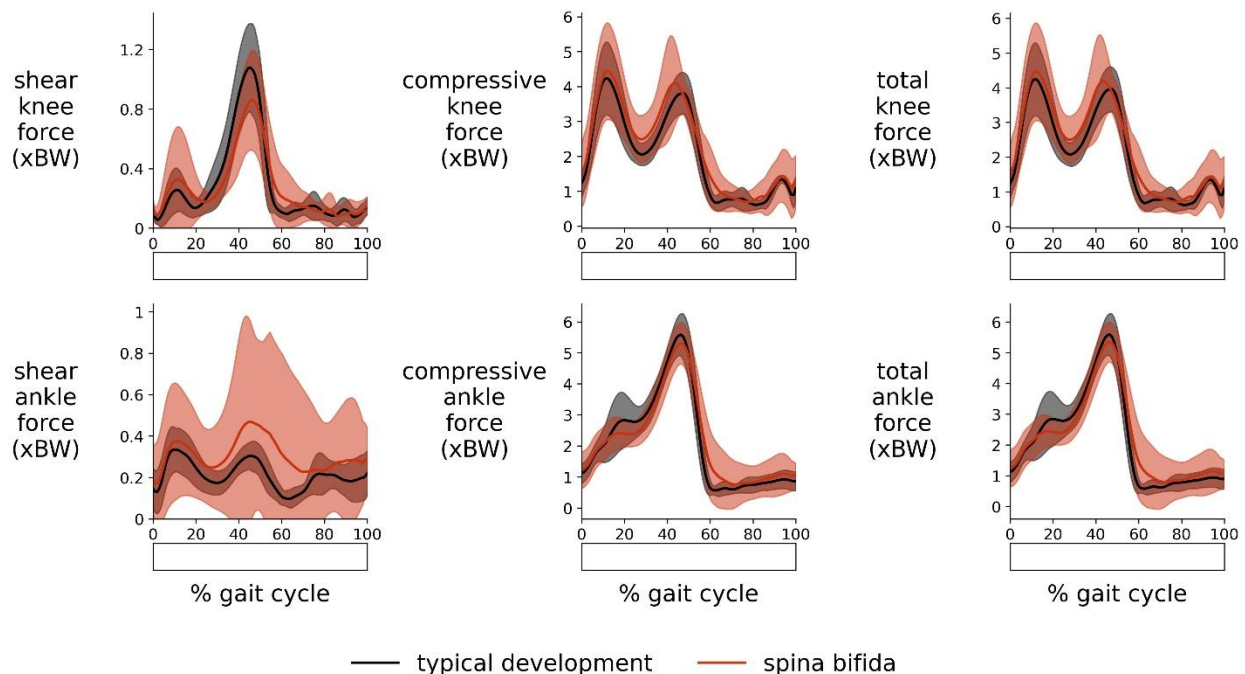 shear
knee
force
(xBW)
1.2
0.8
0.4
0
0 20 40 60 80 100
compressive
knee
force
(xBW)
6
5
4
3
2
1
0
0 20 40 60 80 100
total
knee
force
(xBW)
6
5
4
3
2
1
0
0 20 40 60 80 100
shear
ankle
force
(xBW)
1
0.8
0.6
0.4
0.2
0
0 20 40 60 80 100
% gait cycle
compressive
ankle
force
(xBW)
6
5
4
3
2
1
0
0 20 40 60 80 100
% gait cycle
total
ankle
force
(xBW)
6
5
4
3
2
1
0
0 20 40 60 80 100
% gait cycle
typical development
spina bifida